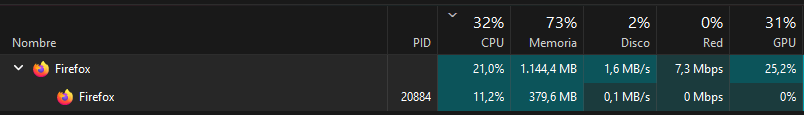 32% 73% 2% 0% 31%
Nombre PID CPU Memoria Disco Red GPU
Firefox 21,0% 1.144,4 MB 1,6 MB/s 7,3 Mbps 25,2%
Firefox 20884 11,2% 379,6 MB 0,1 MB/s 0 Mbps 0%